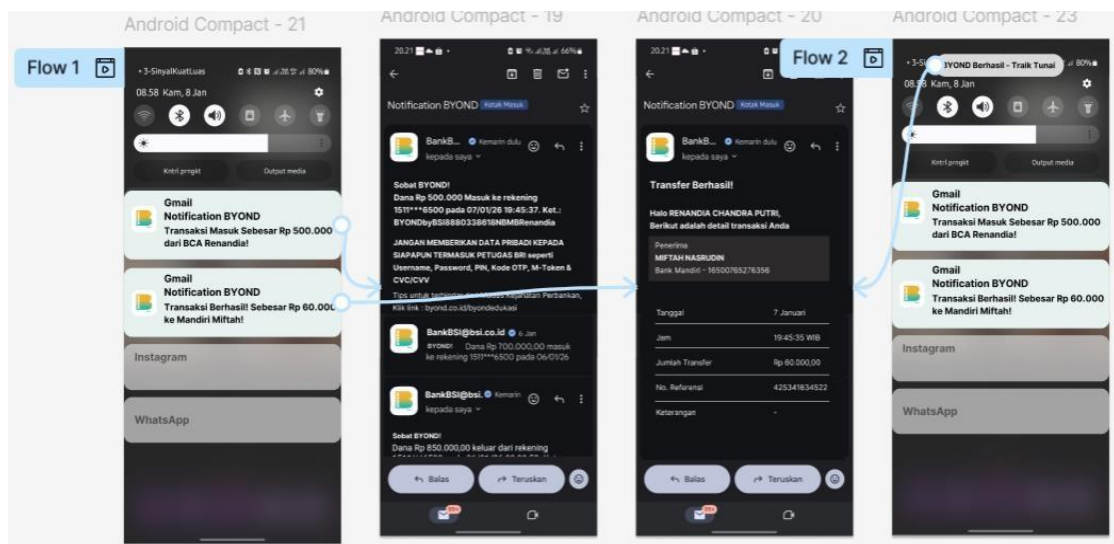 Android Compact - 21
Android Compact - 19
Android Compact - 20
Android Compact - 23
Flow 1
• 3-SinyalKuatLuas
80%
08.58 Kam, 8 Jan
Kntrl prngkt
Output media
Gmail
Notification BYOND
Transaksi Masuk Sebesar Rp 500.000
dari BCA Renandia!
Gmail
Notification BYOND
Transaksi Berhasil! Sebesar Rp 60.000
ke Mandiri Miftah!
Instagram
WhatsApp
20.21
66%
Notification BYOND Kotak Masuk
BankB... Kemarin dulu
kepada saya
Sobat BYOND!
Dana Rp 500.000 Masuk ke rekening
1511***6500 pada 07/01/26 19:45:37. Ket.:
BYONDbyBSI8880338618NBMBRenandia
JANGAN MEMBERIKAN DATA PRIBADI KEPADA
SIAPAPUN TERMASUK PETUGAS BRI seperti
Username, Password, PIN, Kode OTP, M-Token &
CVC/CVV
Tips untuk terhindar dari Modus Kejahatan Perbankan,
Klik link : byond.co.id/byondedukasi
BankBSI@bsi.co.id 6 Jan
BYOND! Dana Rp 700,000,00 masuk
ke rekening 1511***6500 pada 06/01/26
BankBSI@bsi. Kemarin
kepada saya
Sobat BYOND!
Dana Rp 850.000,00 keluar dari rekening
Balas
Teruskan
99+
20.21
Notification BYOND Kotak Masuk
BankB... Kemarin dulu
kepada saya
Transfer Berhasil!
Halo RENANDIA CHANDRA PUTRI,
Berikut adalah detail transaksi Anda
Penerima
MIFTAH NASRUDIN
Bank Mandiri - 16500765276356
Tanggal 7 Januari
Jam 19:45:35 WIB
Jumlah Transfer Rp 60.000,00
No. Referensi 425341634522
Keterangan -
Balas
Teruskan
99+
Flow 2
BYOND Berhasil - Traik Tunai
80%
08.58 Kam, 8 Jan
Kntrl prngkt
Output media
Gmail
Notification BYOND
Transaksi Masuk Sebesar Rp 500.000
dari BCA Renandia!
Gmail
Notification BYOND
Transaksi Berhasil! Sebesar Rp 60.000
ke Mandiri Miftah!
Instagram
WhatsApp